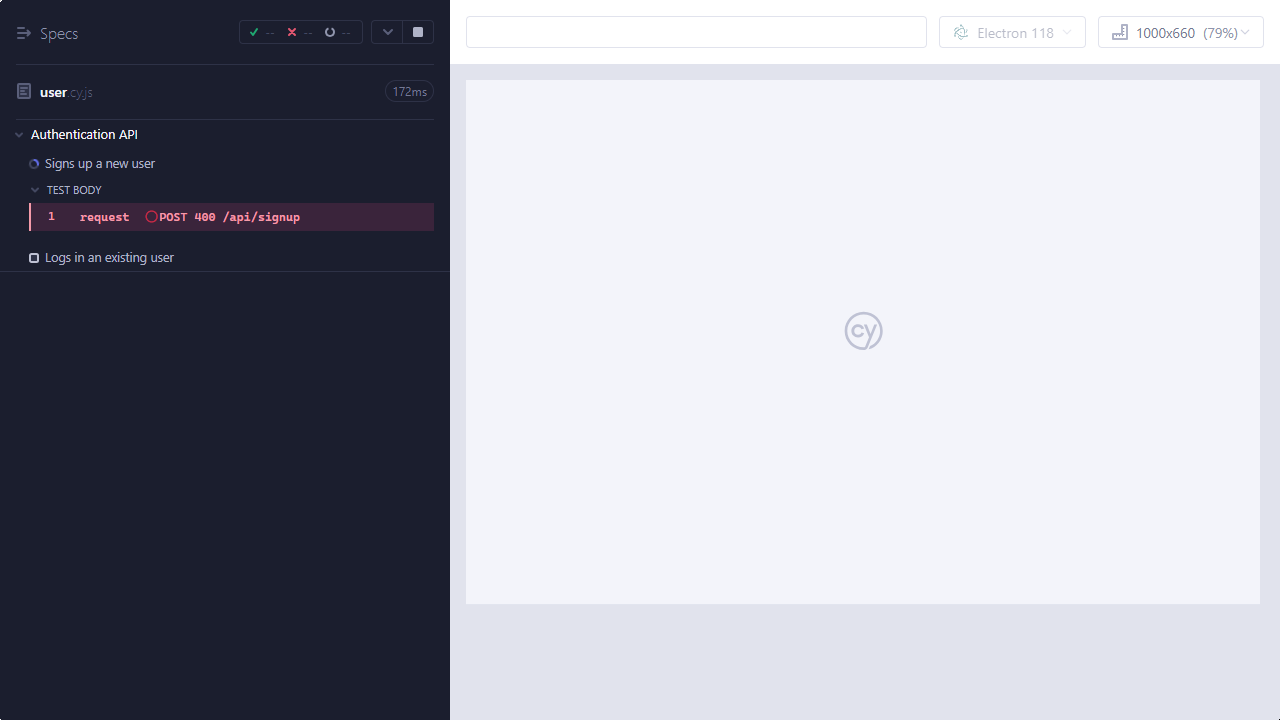 Specs
-- -- --
Electron 118
1000x660 (79%)
user.cy.js
172ms
Authentication API
Signs up a new user
TEST BODY
1 request POST 400 /api/signup
Logs in an existing user
cy